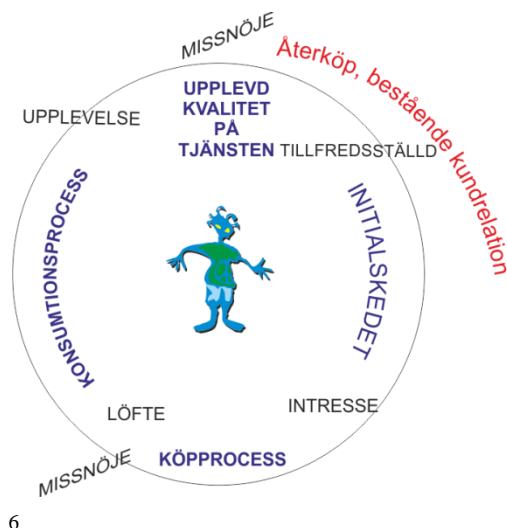 MISSNÖJE
Återköp, bestående kundrelation
UPPLEVD
KVALITET
PÅ
TJÄNSTEN
UPPLEVELSE
TILLFREDSSTÄLLD
KONSUMTIONSPROCESS
INITIALSKEDET
LÖFTE
INTRESSE
MISSNÖJE
KÖPPROCESS
6